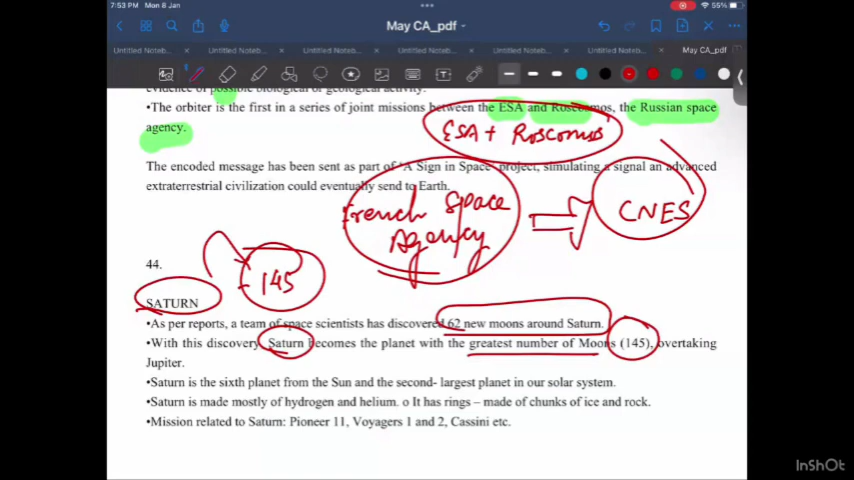 7:53 PM Mon 8 Jan
55%
May CA_pdf
Untitled Noteb... Untitled Noteb... Untitled Noteb... Untitled Noteb... Untitled Noteb... Untitled Noteb... May CA_pdf
evidence of possible biological or geological activity.
•The orbiter is the first in a series of joint missions between the ESA and Roscosmos, the Russian space
agency.
ESA + Roscomos
The encoded message has been sent as part of 'A Sign in Space' project, simulating a signal an advanced
extraterrestrial civilization could eventually send to Earth.
French Space
Agency
CNES
44.
145
SATURN
•As per reports, a team of space scientists has discovered 62 new moons around Saturn.
•With this discovery, Saturn becomes the planet with the greatest number of Moons (145), overtaking
Jupiter.
•Saturn is the sixth planet from the Sun and the second- largest planet in our solar system.
•Saturn is made mostly of hydrogen and helium. o It has rings – made of chunks of ice and rock.
•Mission related to Saturn: Pioneer 11, Voyagers 1 and 2, Cassini etc.
InShOt